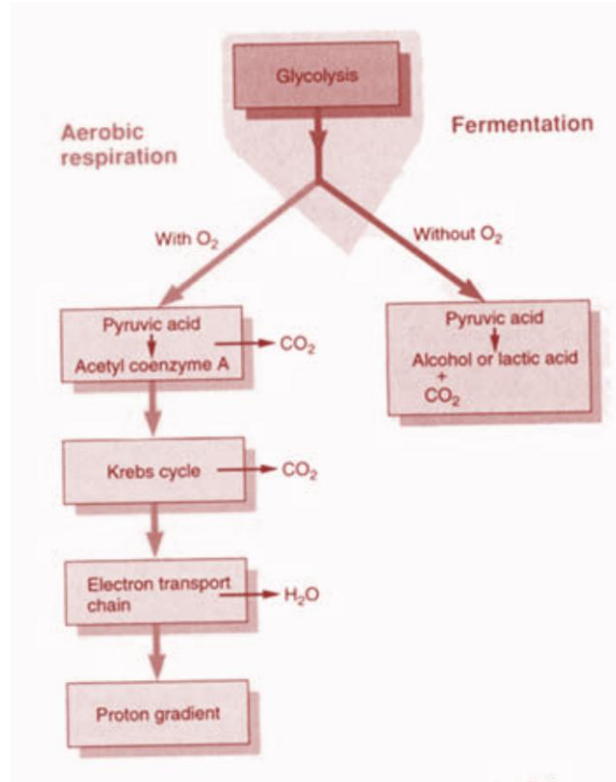 Glycolysis
Aerobic
respiration
Fermentation
With O₂
Without O₂
Pyruvic acid
Acetyl coenzyme A
CO₂
Pyruvic acid
Alcohol or lactic acid
+
CO₂
Krebs cycle
CO₂
Electron transport
chain
H₂O
Proton gradient